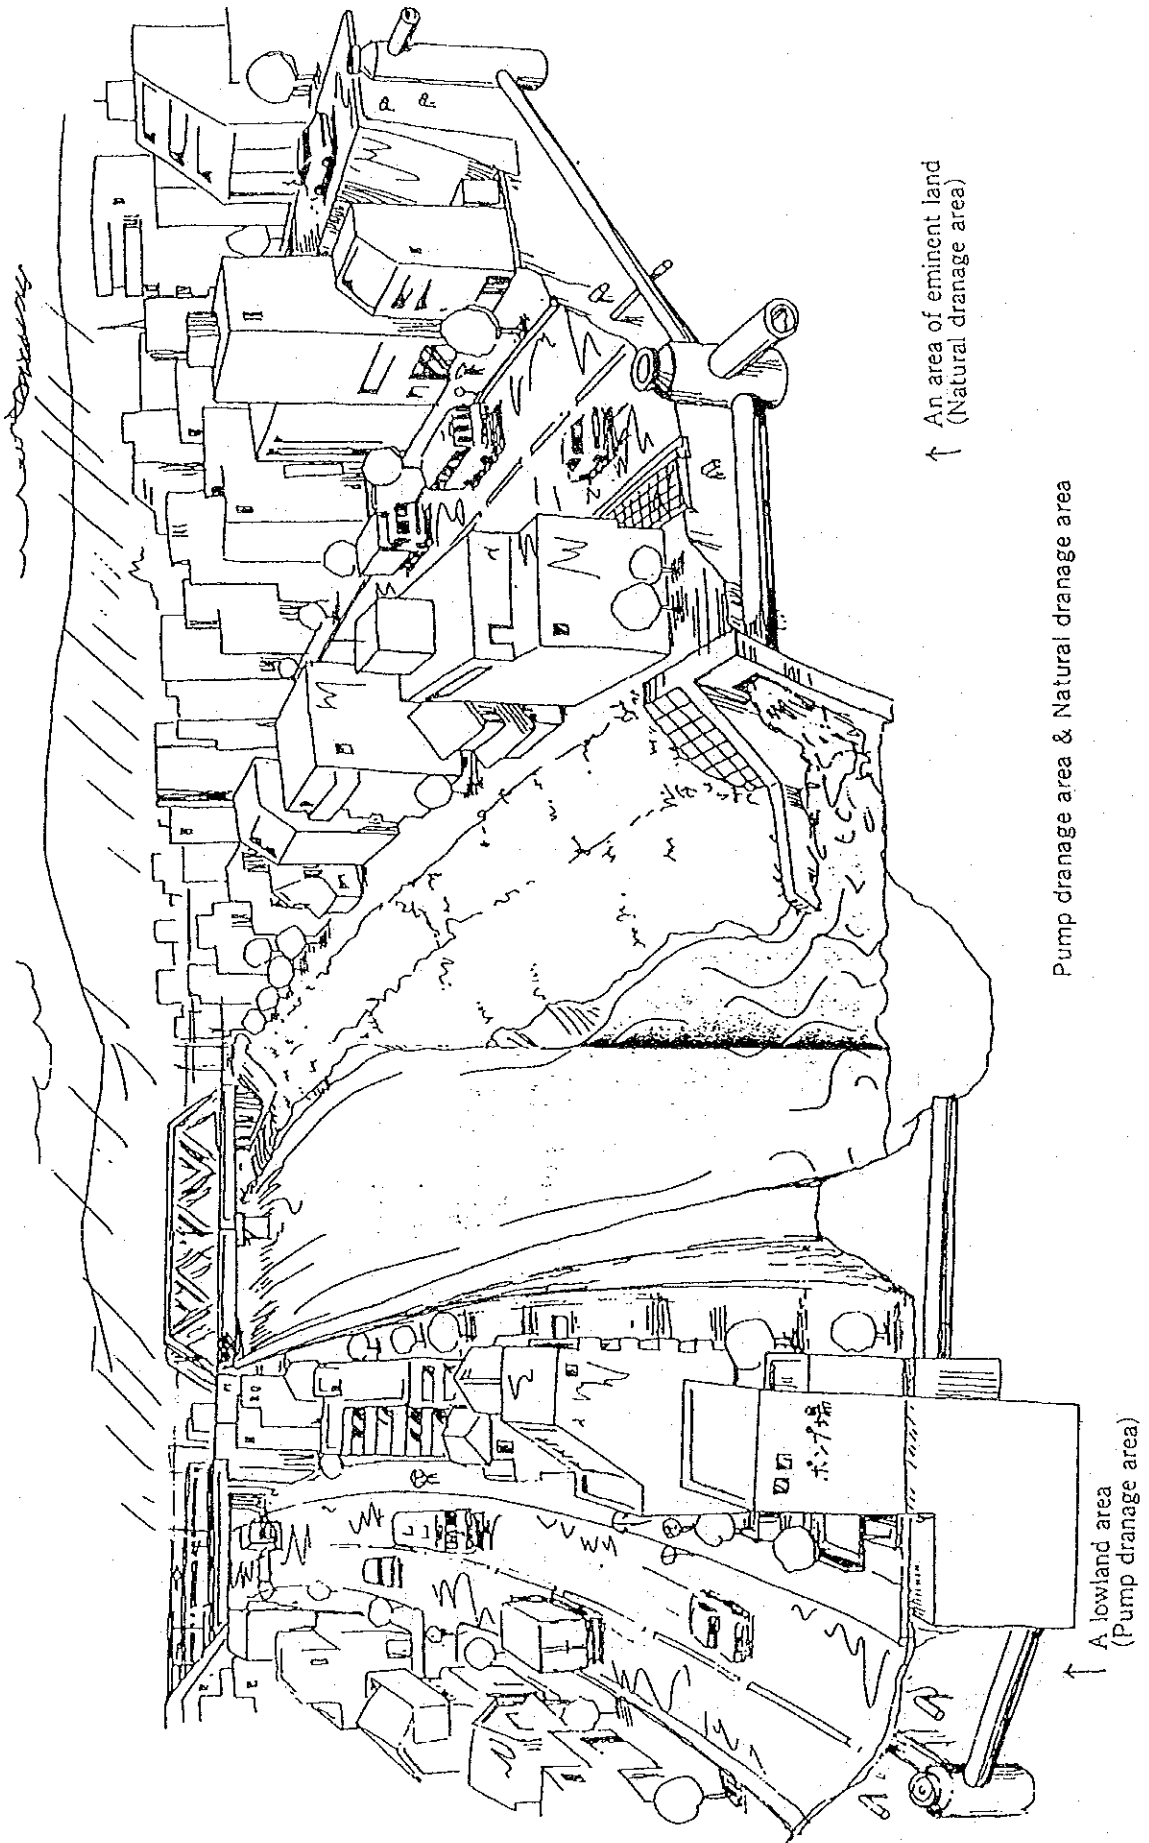 ポンプ場
↑ A lowland area
(Pump dranage area)
↑ An area of eminent land
(Natural dranage area)
Pump dranage area & Natural dranage area